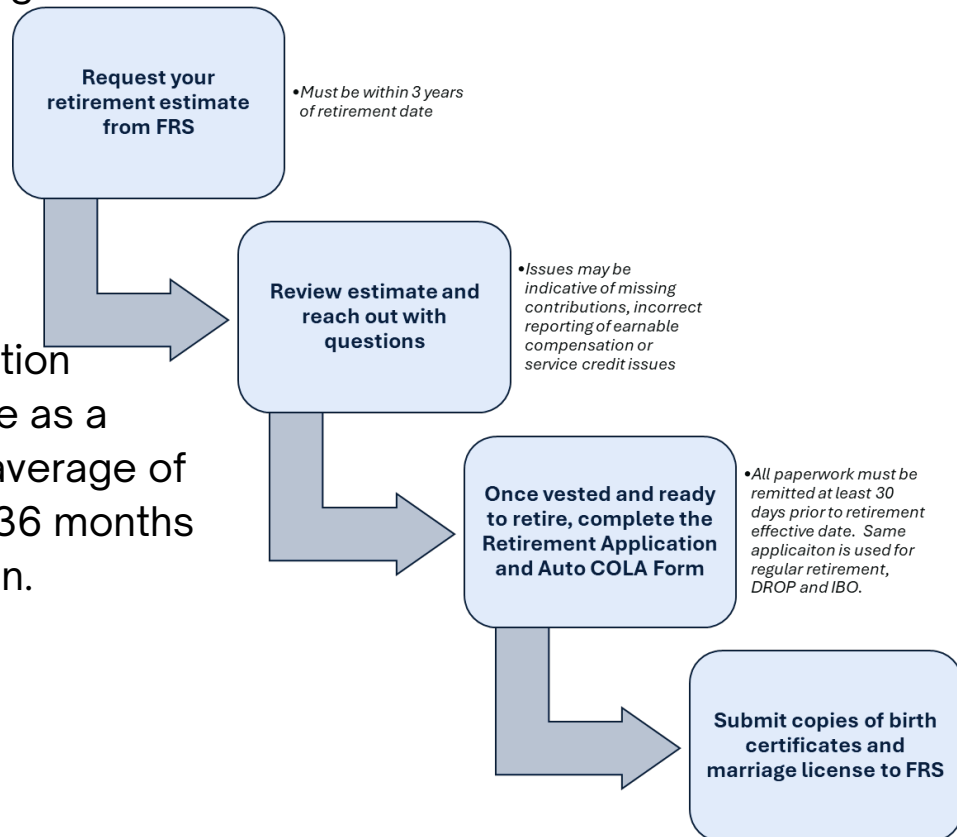 g
Request your
retirement estimate
from FRS
•Must be within 3 years
of retirement date
Review estimate and
reach out with
questions
•Issues may be
indicative of missing
contributions, incorrect
reporting of earnable
compensation or
service credit issues
tion
e as a
average of
36 months
n.
Once vested and ready
to retire, complete the
Retirement Application
and Auto COLA Form
•All paperwork must be
remitted at least 30
days prior to retirement
effective date. Same
applicaiton is used for
regular retirement,
DROP and IBO.
Submit copies of birth
certificates and
marriage license to FRS